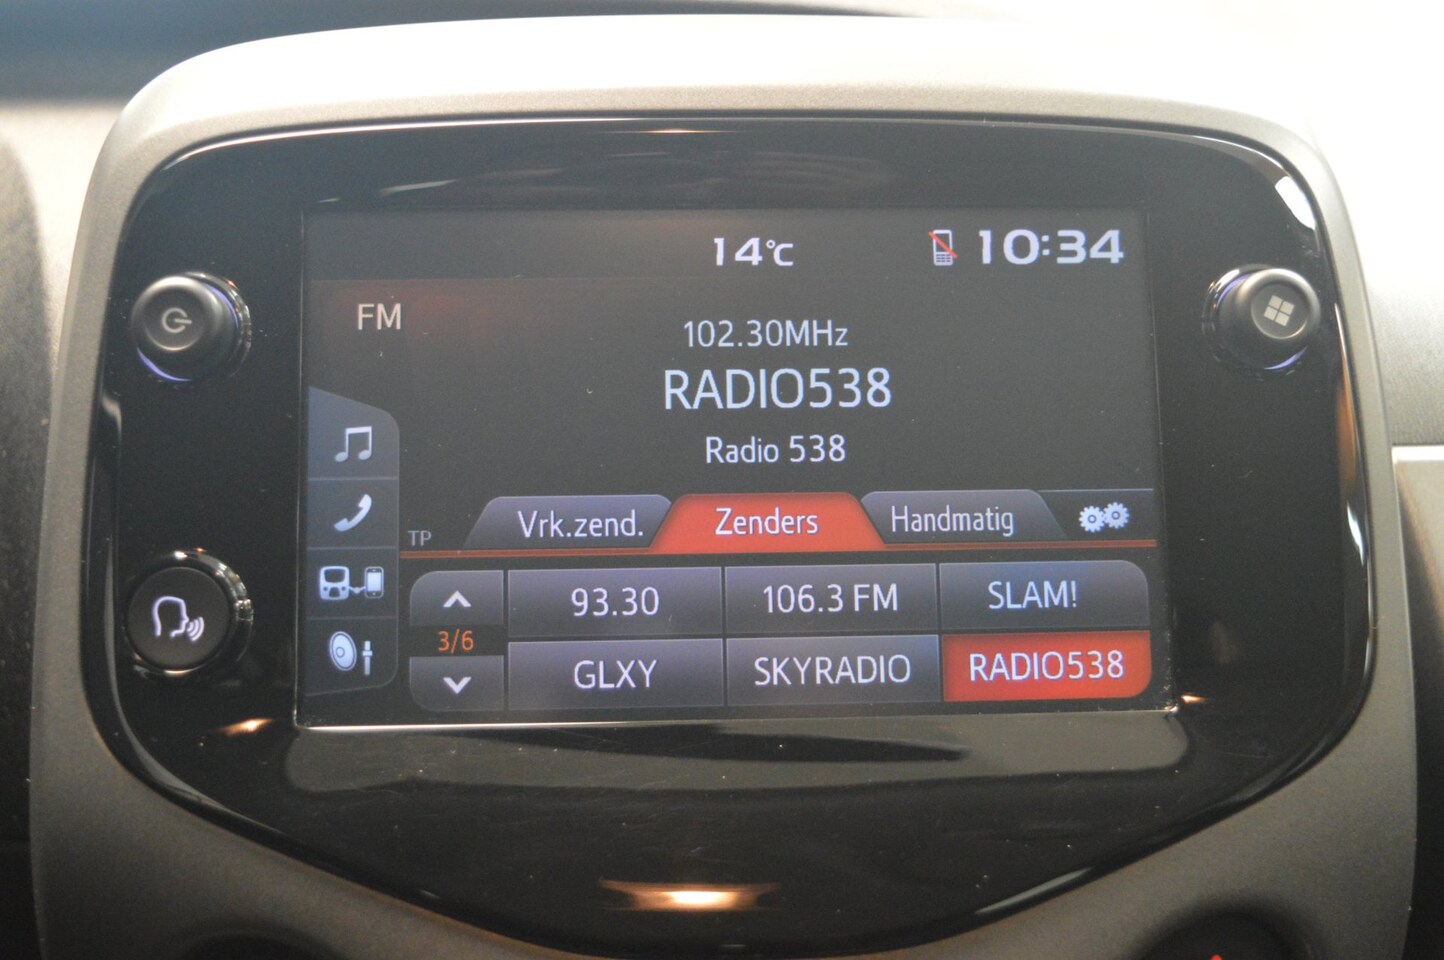 14°C 10:34
FM
102.30MHz
RADIO538
Radio 538
TP Vrk.zend. Zenders Handmatig
93.30 106.3 FM SLAM!
3/6
GLXY SKYRADIO RADIO538